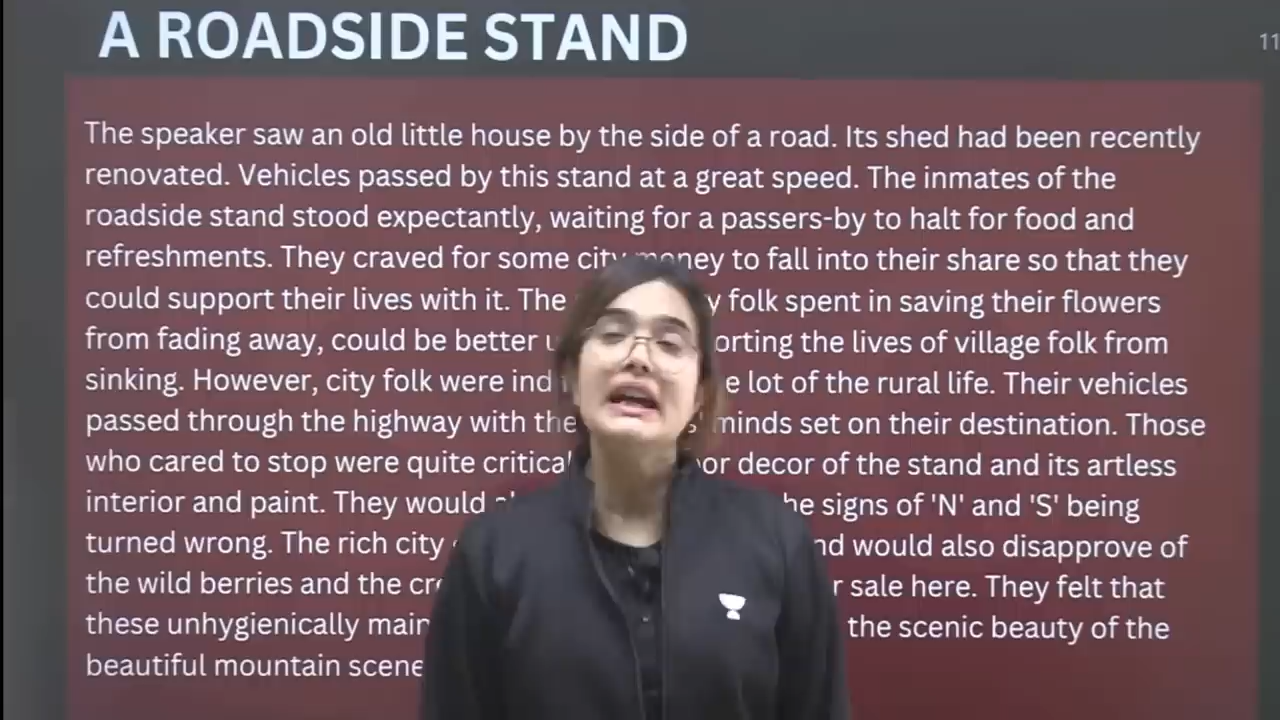 A ROADSIDE STAND
11
The speaker saw an old little house by the side of a road. Its shed had been recently
renovated. Vehicles passed by this stand at a great speed. The inmates of the
roadside stand stood expectantly, waiting for a passers-by to halt for food and
refreshments. They craved for some city money to fall into their share so that they
could support their lives with it. The folk spent in saving their flowers
from fading away, could be better the lives of village folk from
sinking. However, city folk were lot of the rural life. Their vehicles
passed through the highway with minds set on their destination. Those
who cared to stop were quite critical decor of the stand and its artless
interior and paint. They would the signs of 'N' and 'S' being
turned wrong. The rich city would also disapprove of
the wild berries and the sale here. They felt that
these unhygienically the scenic beauty of the
beautiful mountain